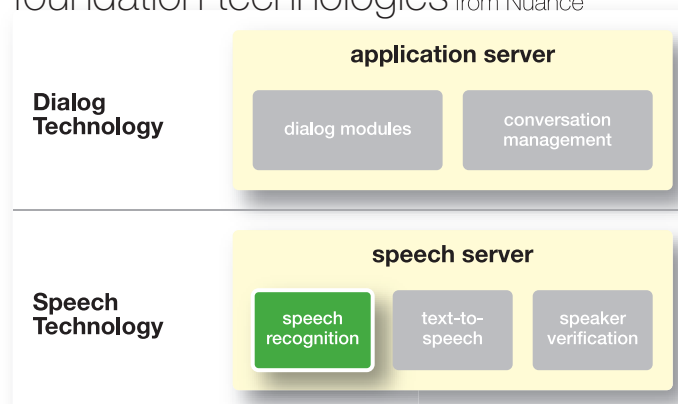 foundation technologies from Nuance
application server
Dialog
Technology
dialog modules
conversation
management
speech server
Speech
Technology
speech
recognition
text-to-
speech
speaker
verification